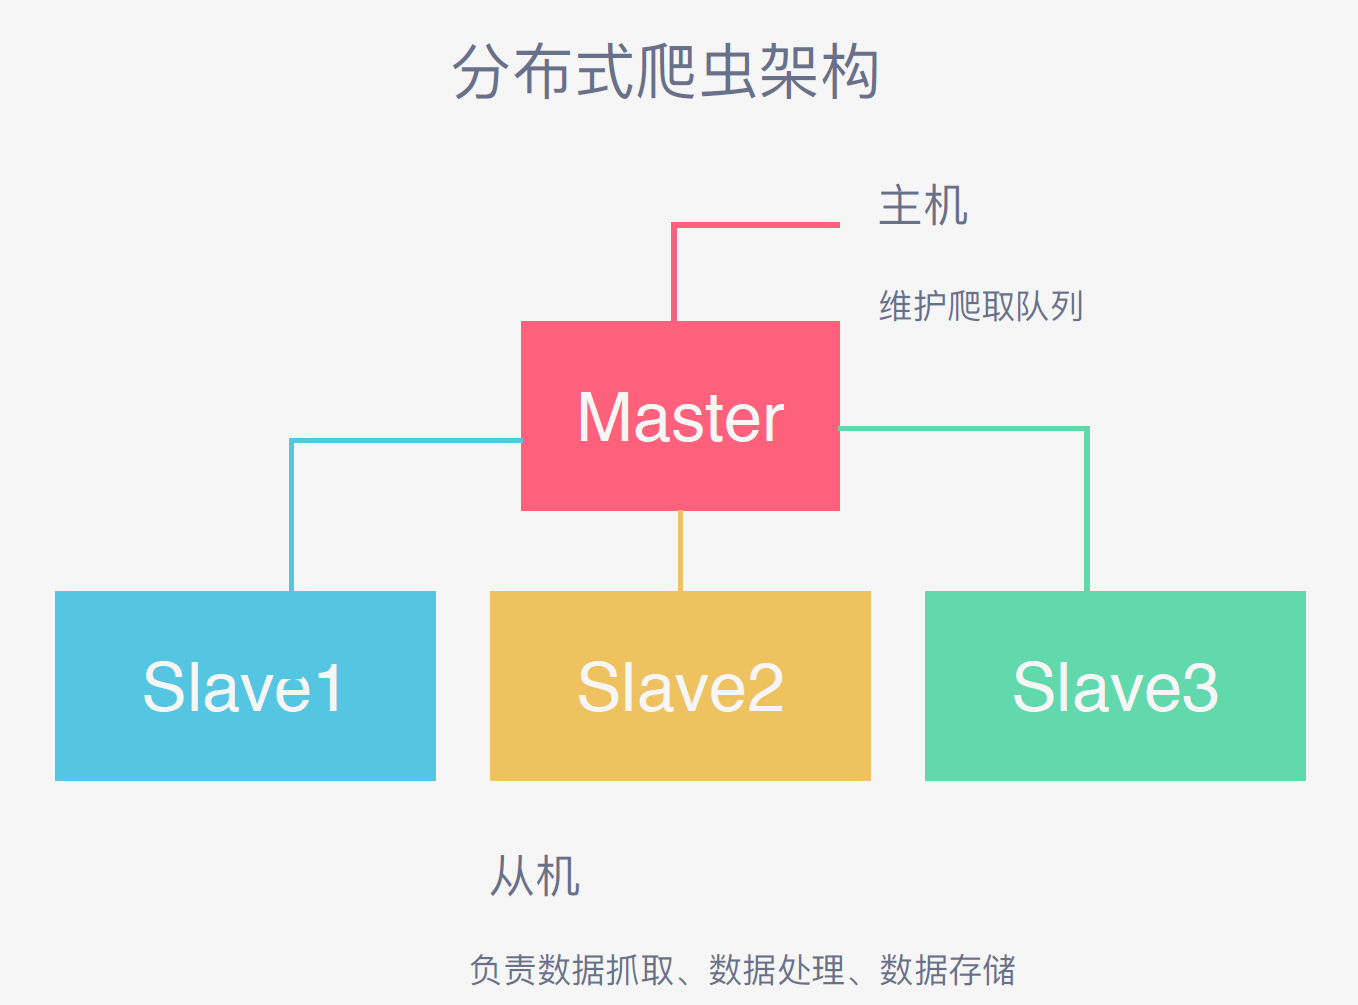 分布式爬虫架构
主机
维护爬取队列
Master
Slave1
Slave2
Slave3
从机
负责数据抓取、数据处理、数据存储